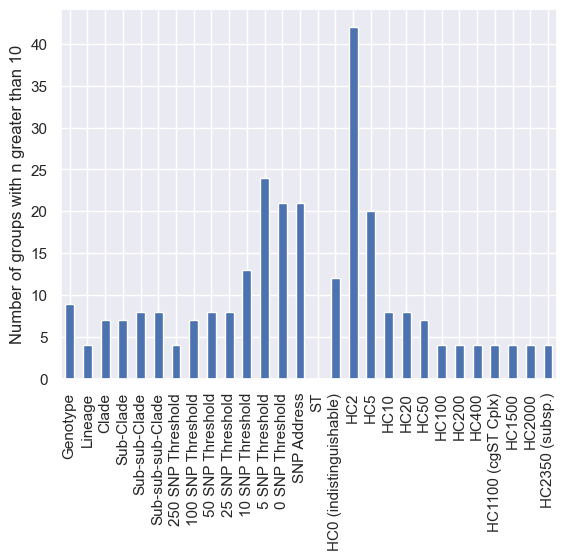 Number of groups with n greater than 10
40
35
30
25
20
15
10
5
0
Genotype
Lineage
Clade
Sub-Clade
Sub-sub-Clade
Sub-sub-sub-Clade
250 SNP Threshold
100 SNP Threshold
50 SNP Threshold
25 SNP Threshold
10 SNP Threshold
5 SNP Threshold
0 SNP Threshold
SNP Address
ST
HC0 (indistinguishable)
HC2
HC5
HC10
HC20
HC50
HC100
HC200
HC400
HC1100 (cgST Cplx)
HC1500
HC2000
HC2350 (subsp.)